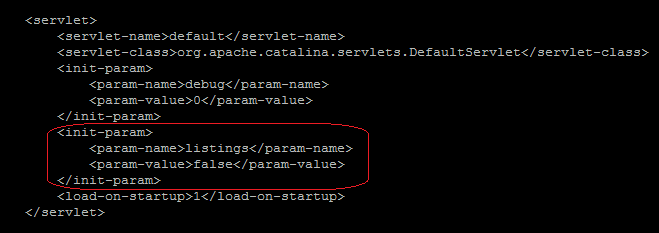 <servlet>
<servlet-name>default</servlet-name>
<servlet-class>org.apache.catalina.servlets.DefaultServlet</servlet-class>
<init-param>
<param-name>debug</param-name>
<param-value>0</param-value>
</init-param>
<init-param>
<param-name>listings</param-name>
<param-value>false</param-value>
</init-param>
<load-on-startup>1</load-on-startup>
</servlet>